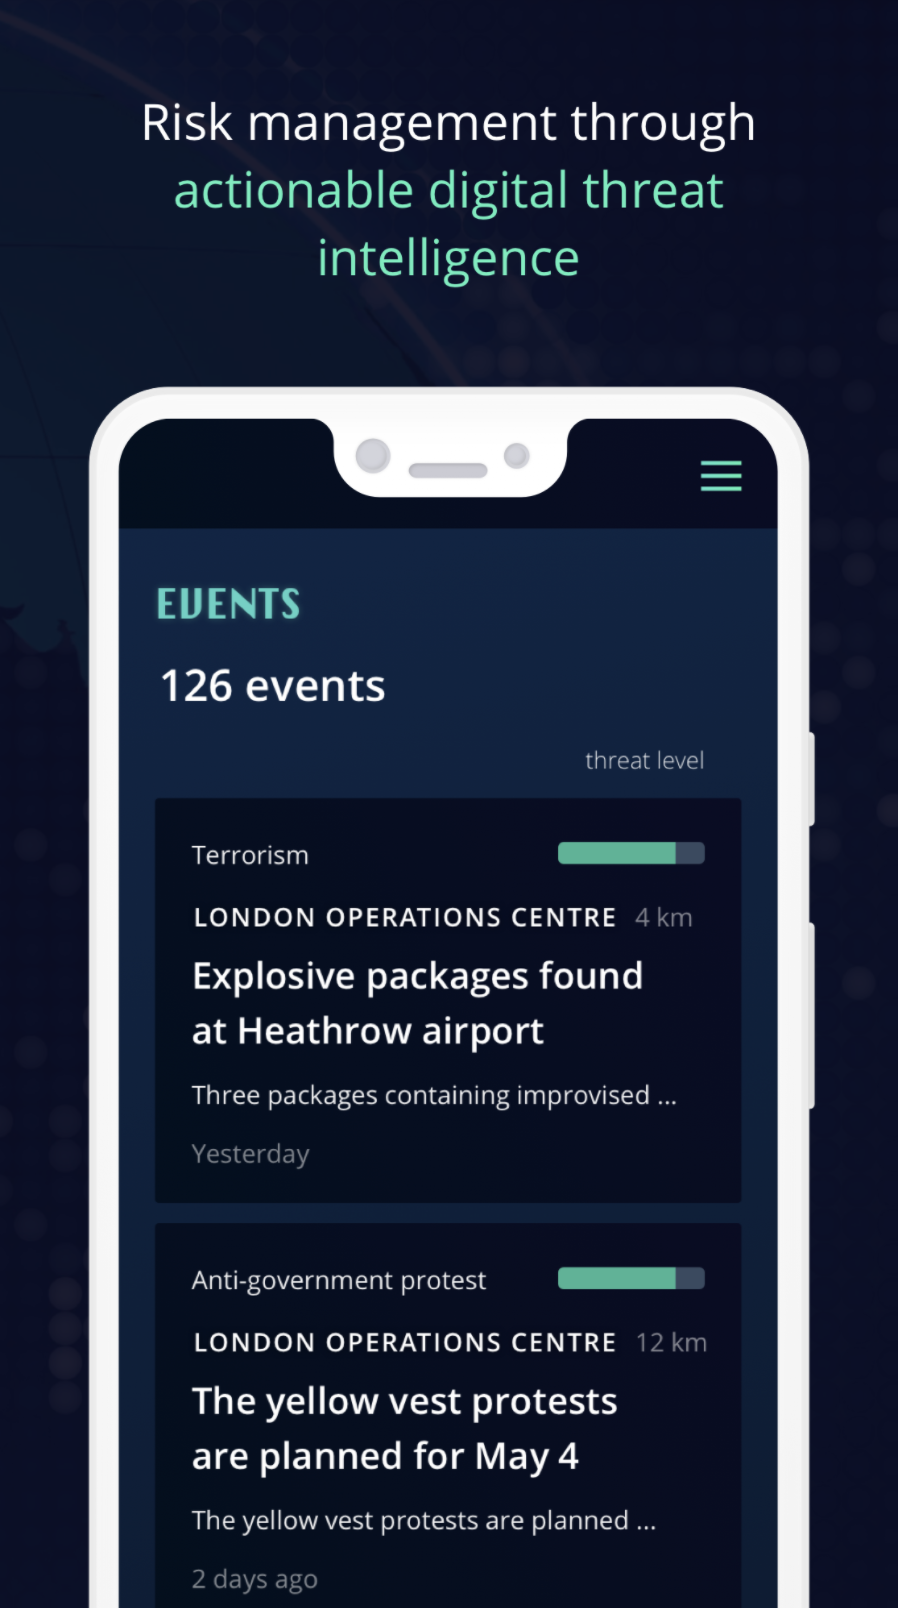 Risk management through
actionable digital threat
intelligence
EVENTS
126 events
threat level
Terrorism
LONDON OPERATIONS CENTRE 4 km
Explosive packages found
at Heathrow airport
Three packages containing improvised ...
Yesterday
Anti-government protest
LONDON OPERATIONS CENTRE 12 km
The yellow vest protests
are planned for May 4
The yellow vest protests are planned ...
2 days ago